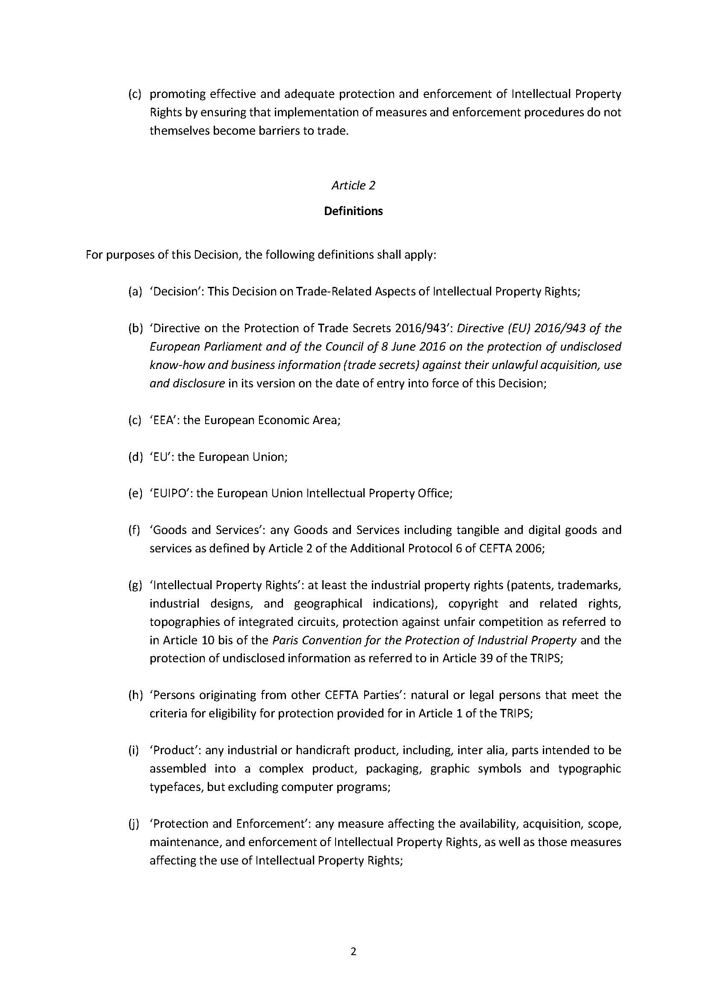 (c) promoting effective and adequate protection and enforcement of Intellectual Property
Rights by ensuring that implementation of measures and enforcement procedures do not
themselves become barriers to trade.
Article 2
Definitions
For purposes of this Decision, the following definitions shall apply:
(a) ‘Decision’: This Decision on Trade-Related Aspects of Intellectual Property Rights;
(b) ‘Directive on the Protection of Trade Secrets 2016/943’: Directive (EU) 2016/943 of the
European Parliament and of the Council of 8 June 2016 on the protection of undisclosed
know-how and business information (trade secrets) against their unlawful acquisition, use
and disclosure in its version on the date of entry into force of this Decision;
(c) ‘EEA’: the European Economic Area;
(d) ‘EU’: the European Union;
(e) ‘EUIPO’: the European Union Intellectual Property Office;
(f) ‘Goods and Services’: any Goods and Services including tangible and digital goods and
services as defined by Article 2 of the Additional Protocol 6 of CEFTA 2006;
(g) ‘Intellectual Property Rights’: at least the industrial property rights (patents, trademarks,
industrial designs, and geographical indications), copyright and related rights,
topographies of integrated circuits, protection against unfair competition as referred to
in Article 10 bis of the Paris Convention for the Protection of Industrial Property and the
protection of undisclosed information as referred to in Article 39 of the TRIPS;
(h) ‘Persons originating from other CEFTA Parties’: natural or legal persons that meet the
criteria for eligibility for protection provided for in Article 1 of the TRIPS;
(i) ‘Product’: any industrial or handicraft product, including, inter alia, parts intended to be
assembled into a complex product, packaging, graphic symbols and typographic
typefaces, but excluding computer programs;
(j) ‘Protection and Enforcement’: any measure affecting the availability, acquisition, scope,
maintenance, and enforcement of Intellectual Property Rights, as well as those measures
affecting the use of Intellectual Property Rights;
2